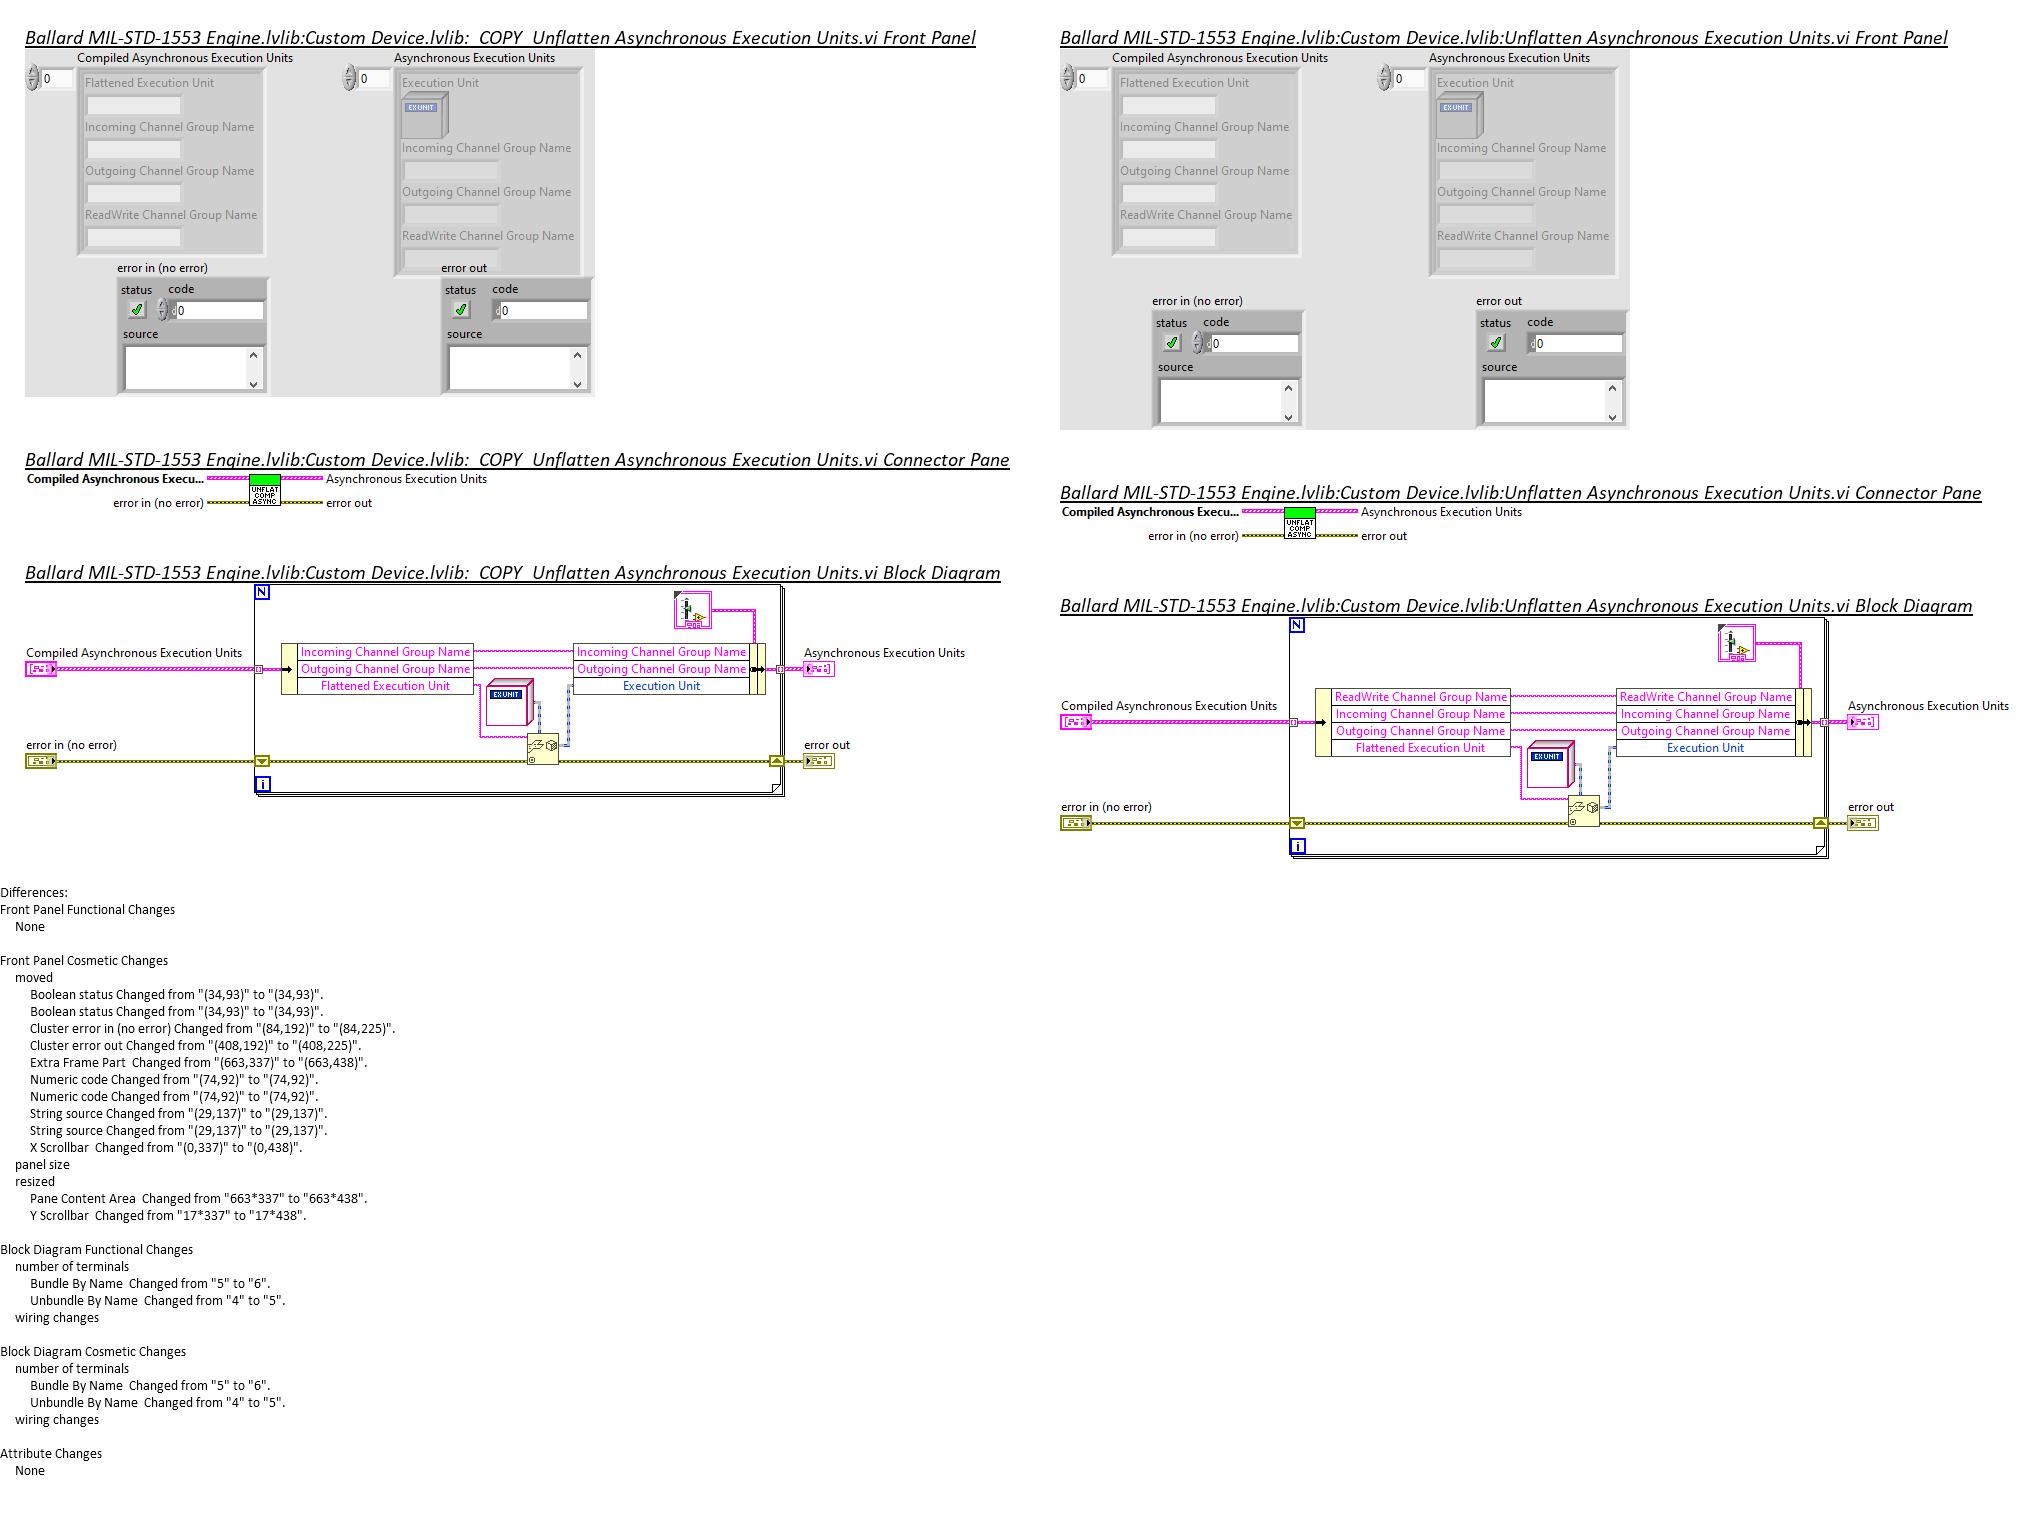 Ballard MIL-STD-1553 Engine.lvlib:Custom Device.lvlib:  COPY  Unflatten Asynchronous Execution Units.vi Front Panel
Compiled Asynchronous Execution Units
Asynchronous Execution Units
0
Flattened Execution Unit
0
Execution Unit
EX UNIT
Incoming Channel Group Name
Incoming Channel Group Name
Outgoing Channel Group Name
Outgoing Channel Group Name
ReadWrite Channel Group Name
ReadWrite Channel Group Name
error in (no error)
error out
status
code
0
source
status
code
0
source
Ballard MIL-STD-1553 Engine.lvlib:Custom Device.lvlib:  COPY  Unflatten Asynchronous Execution Units.vi Connector Pane
Compiled Asynchronous Execu...
Asynchronous Execution Units
UNFLAT
COMP
ASYNC
error in (no error)
error out
Ballard MIL-STD-1553 Engine.lvlib:Custom Device.lvlib:  COPY  Unflatten Asynchronous Execution Units.vi Block Diagram
N
Compiled Asynchronous Execution Units
Incoming Channel Group Name
Outgoing Channel Group Name
Flattened Execution Unit
EX UNIT
Incoming Channel Group Name
Outgoing Channel Group Name
Execution Unit
Asynchronous Execution Units
error in (no error)
error out
i
Ballard MIL-STD-1553 Engine.lvlib:Custom Device.lvlib:Unflatten Asynchronous Execution Units.vi Front Panel
Compiled Asynchronous Execution Units
Asynchronous Execution Units
0
Flattened Execution Unit
0
Execution Unit
EX UNIT
Incoming Channel Group Name
Incoming Channel Group Name
Outgoing Channel Group Name
Outgoing Channel Group Name
ReadWrite Channel Group Name
ReadWrite Channel Group Name
error in (no error)
error out
status
code
0
source
status
code
0
source
Ballard MIL-STD-1553 Engine.lvlib:Custom Device.lvlib:Unflatten Asynchronous Execution Units.vi Connector Pane
Compiled Asynchronous Execu...
Asynchronous Execution Units
UNFLAT
COMP
ASYNC
error in (no error)
error out
Ballard MIL-STD-1553 Engine.lvlib:Custom Device.lvlib:Unflatten Asynchronous Execution Units.vi Block Diagram
N
Compiled Asynchronous Execution Units
ReadWrite Channel Group Name
Incoming Channel Group Name
Outgoing Channel Group Name
Flattened Execution Unit
EX UNIT
ReadWrite Channel Group Name
Incoming Channel Group Name
Outgoing Channel Group Name
Execution Unit
Asynchronous Execution Units
error in (no error)
error out
i
Differences:
Front Panel Functional Changes
None
Front Panel Cosmetic Changes
moved
Boolean status Changed from "(34,93)" to "(34,93)".
Boolean status Changed from "(34,93)" to "(34,93)".
Cluster error in (no error) Changed from "(84,192)" to "(84,225)".
Cluster error out Changed from "(408,192)" to "(408,225)".
Extra Frame Part  Changed from "(663,337)" to "(663,438)".
Numeric code Changed from "(74,92)" to "(74,92)".
Numeric code Changed from "(74,92)" to "(74,92)".
String source Changed from "(29,137)" to "(29,137)".
String source Changed from "(29,137)" to "(29,137)".
X Scrollbar  Changed from "(0,337)" to "(0,438)".
panel size
resized
Pane Content Area  Changed from "663*337" to "663*438".
Y Scrollbar  Changed from "17*337" to "17*438".
Block Diagram Functional Changes
number of terminals
Bundle By Name  Changed from "5" to "6".
Unbundle By Name  Changed from "4" to "5".
wiring changes
Block Diagram Cosmetic Changes
number of terminals
Bundle By Name  Changed from "5" to "6".
Unbundle By Name  Changed from "4" to "5".
wiring changes
Attribute Changes
None